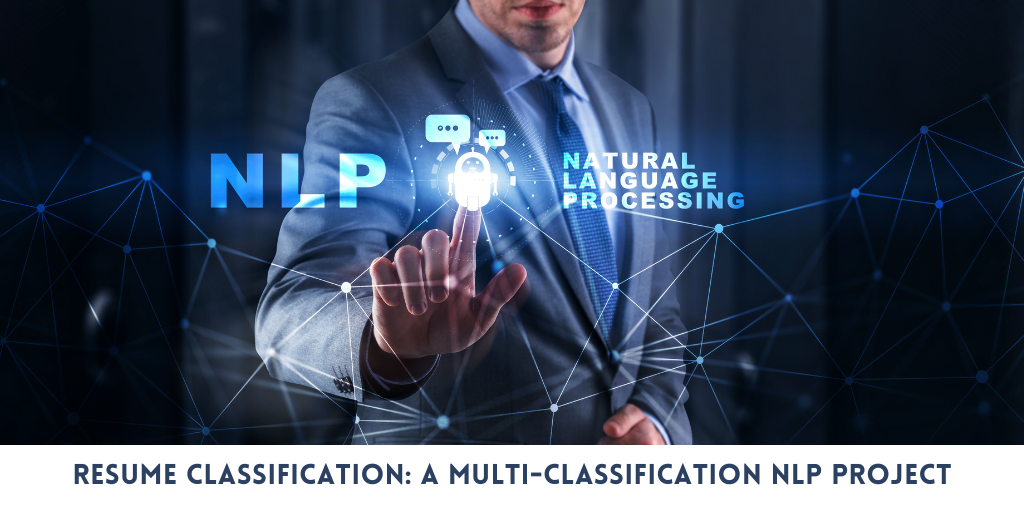 NLP
NATURAL
LANGUAGE
PROCESSING
RESUME CLASSIFICATION: A MULTI-CLASSIFICATION NLP PROJECT